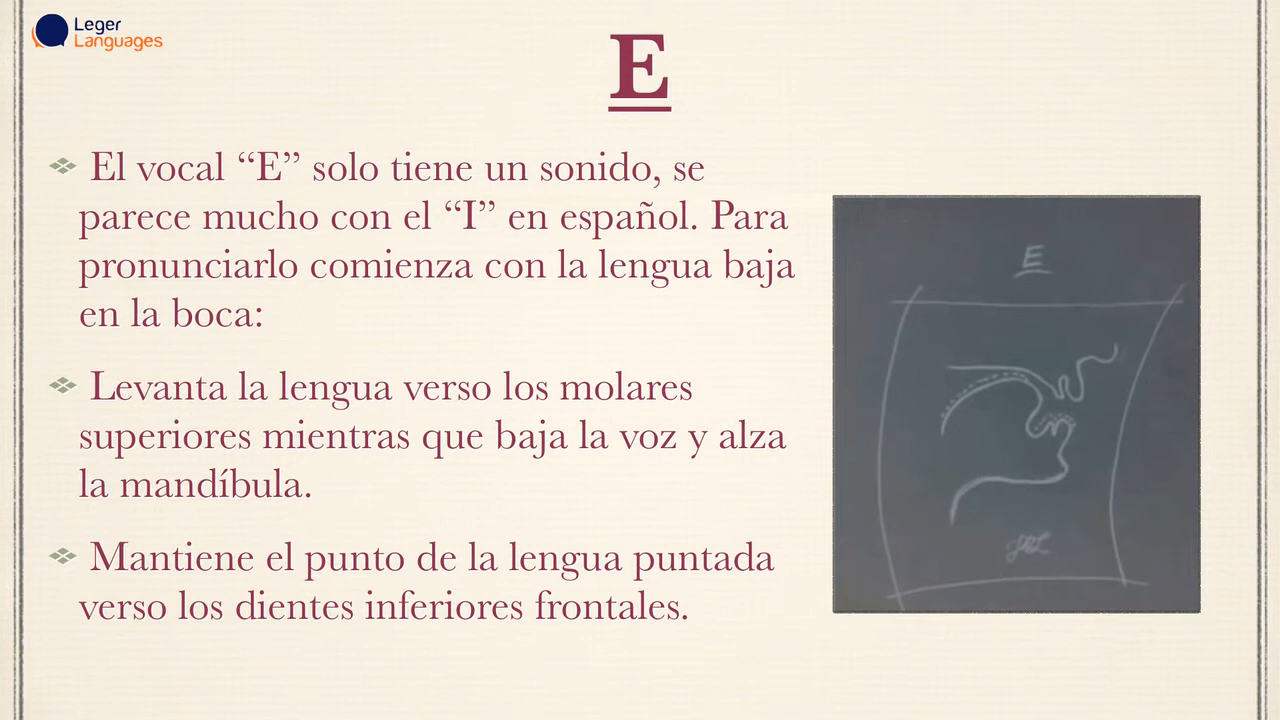 Leger
Languages
E
El vocal “E” solo tiene un sonido, se
parece mucho con el “I” en español. Para
pronunciarlo comienza con la lengua baja
en la boca:
Levanta la lengua verso los molares
superiores mientras que baja la voz y alza
la mandíbula.
Mantiene el punto de la lengua puntada
verso los dientes inferiores frontales.
E